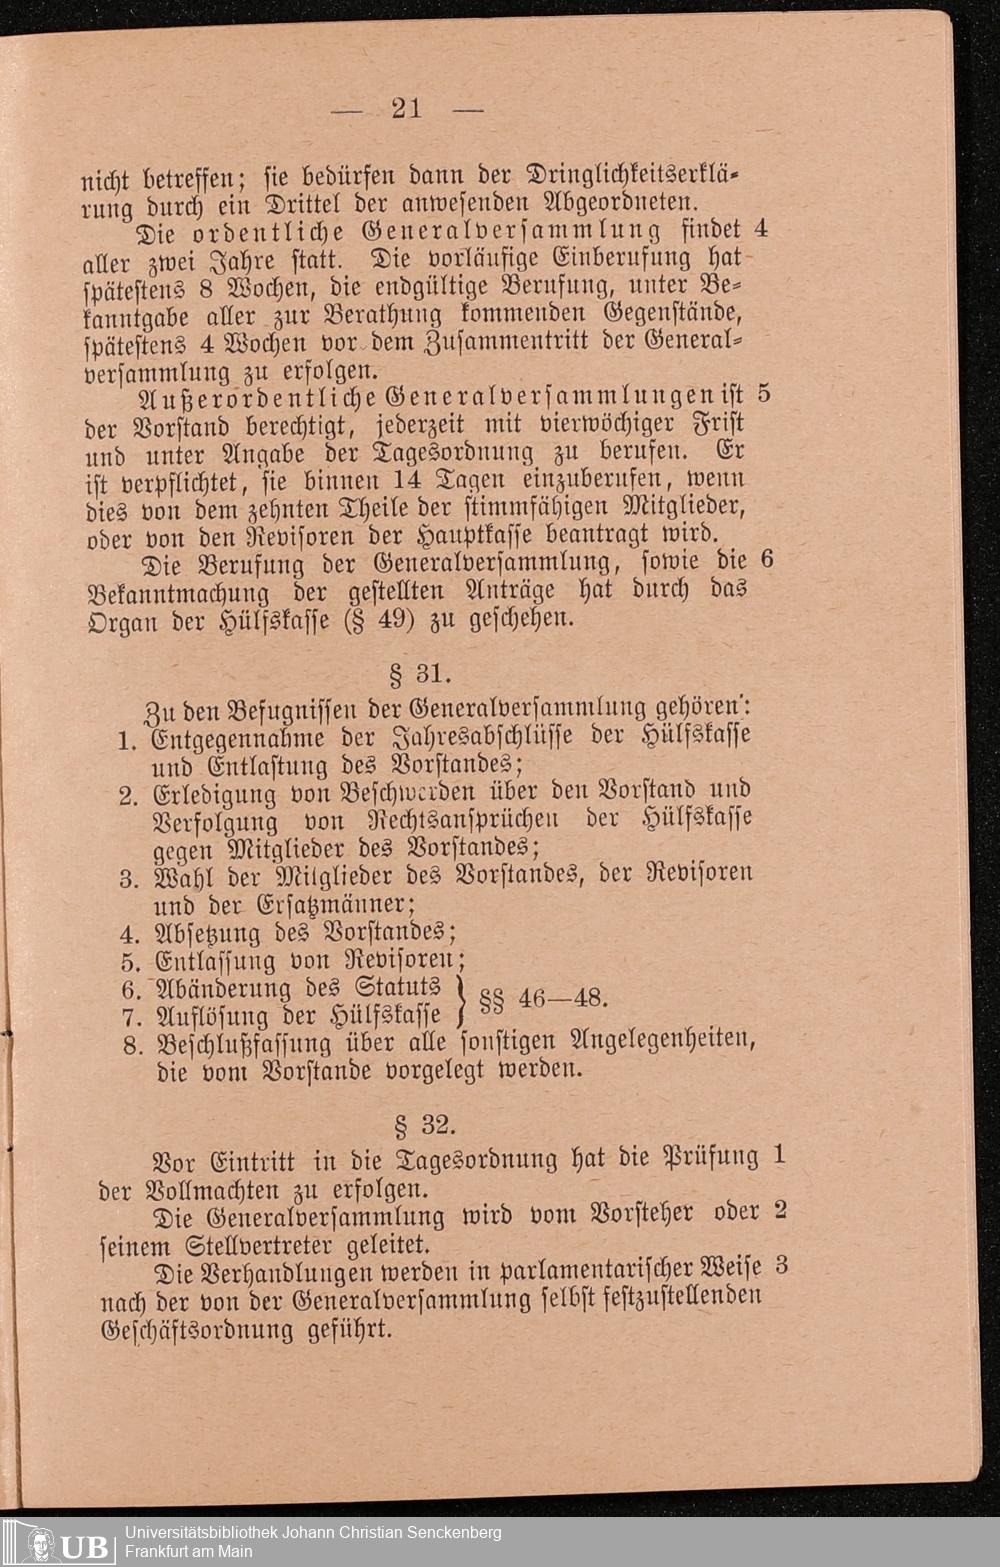 — 21 —
nicht betreffen; sie bedürfen dann der Dringlichkeitserklä-
rung durch ein Drittel der anwesenden Abgeordneten.
Die ordentliche Generalversammlung findet 4
aller zwei Jahre statt. Die vorläufige Einberufung hat
spätestens 8 Wochen, die endgültige Berufung, unter Be-
kanntgabe aller zur Berathung kommenden Gegenstände,
spätestens 4 Wochen vor dem Zusammentritt der General-
versammlung zu erfolgen.
Außerordentliche Generalversammlungen ist 5
der Vorstand berechtigt, jederzeit mit vierwöchiger Frist
und unter Angabe der Tagesordnung zu berufen. Er
ist verpflichtet, sie binnen 14 Tagen einzuberufen, wenn
dies von dem zehnten Theile der stimmfähigen Mitglieder,
oder von den Revisoren der Hauptkasse beantragt wird.
Die Berufung der Generalversammlung, sowie die 6
Bekanntmachung der gestellten Anträge hat durch das
Organ der Hülfskasse (§ 49) zu geschehen.
§ 31.
Zu den Befugnissen der Generalversammlung gehören:
1. Entgegennahme der Jahresabschlüsse der Hülfskasse
und Entlastung des Vorstandes;
2. Erledigung von Beschwerden über den Vorstand und
Verfolgung von Rechtsansprüchen der Hülfskasse
gegen Mitglieder des Vorstandes;
3. Wahl der Mitglieder des Vorstandes, der Revisoren
und der Ersatzmänner;
4. Absetzung des Vorstandes;
5. Entlassung von Revisoren;
6. Abänderung des Statuts
7. Auflösung der Hülfskasse } §§ 46—48.
8. Beschlußfassung über alle sonstigen Angelegenheiten,
die vom Vorstande vorgelegt werden.
§ 32.
Vor Eintritt in die Tagesordnung hat die Prüfung 1
der Vollmachten zu erfolgen.
Die Generalversammlung wird vom Vorsteher oder 2
seinem Stellvertreter geleitet.
Die Verhandlungen werden in parlamentarischer Weise 3
nach der von der Generalversammlung selbst festzustellenden
Geschäftsordnung geführt.
UB
Universitätsbibliothek Johann Christian Senckenberg
Frankfurt am Main